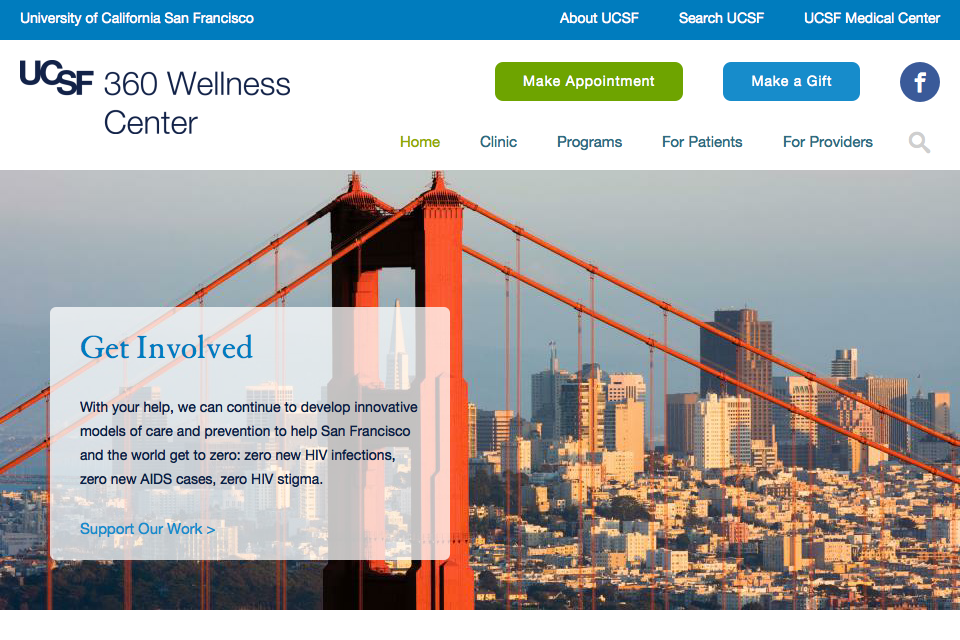 University of California San Francisco
About UCSF
Search UCSF
UCSF Medical Center
UCSF 360 Wellness
Center
Make Appointment
Make a Gift
f
Home
Clinic
Programs
For Patients
For Providers
Get Involved
With your help, we can continue to develop innovative
models of care and prevention to help San Francisco
and the world get to zero: zero new HIV infections,
zero new AIDS cases, zero HIV stigma.
Support Our Work >